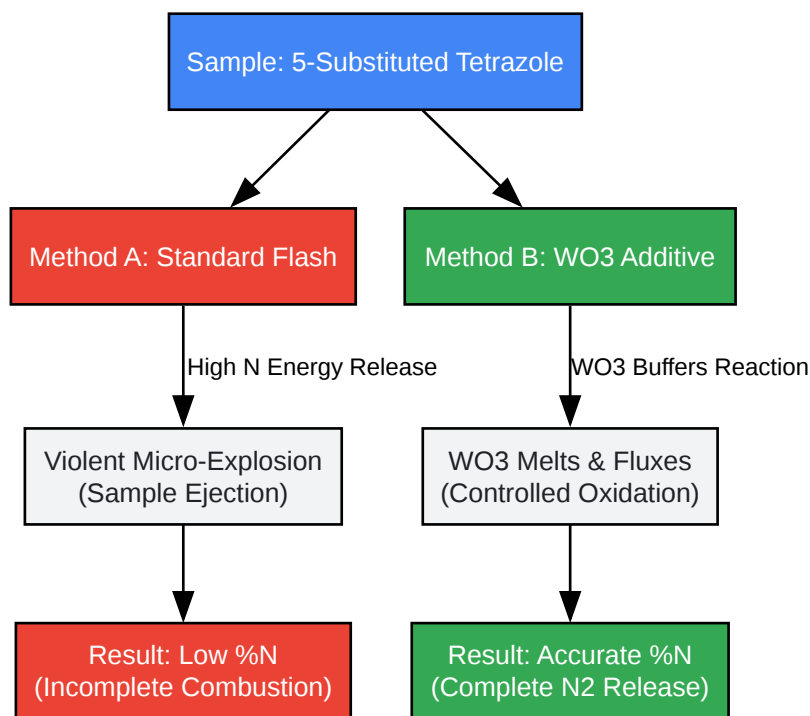 Sample: 5-Substituted Tetrazole
Method A: Standard Flash
Method B: WO3 Additive
High N Energy Release
WO3 Buffers Reaction
Violent Micro-Explosion
(Sample Ejection)
WO3 Melts & Fluxes
(Controlled Oxidation)
Result: Low %N
(Incomplete Combustion)
Result: Accurate %N
(Complete N2 Release)